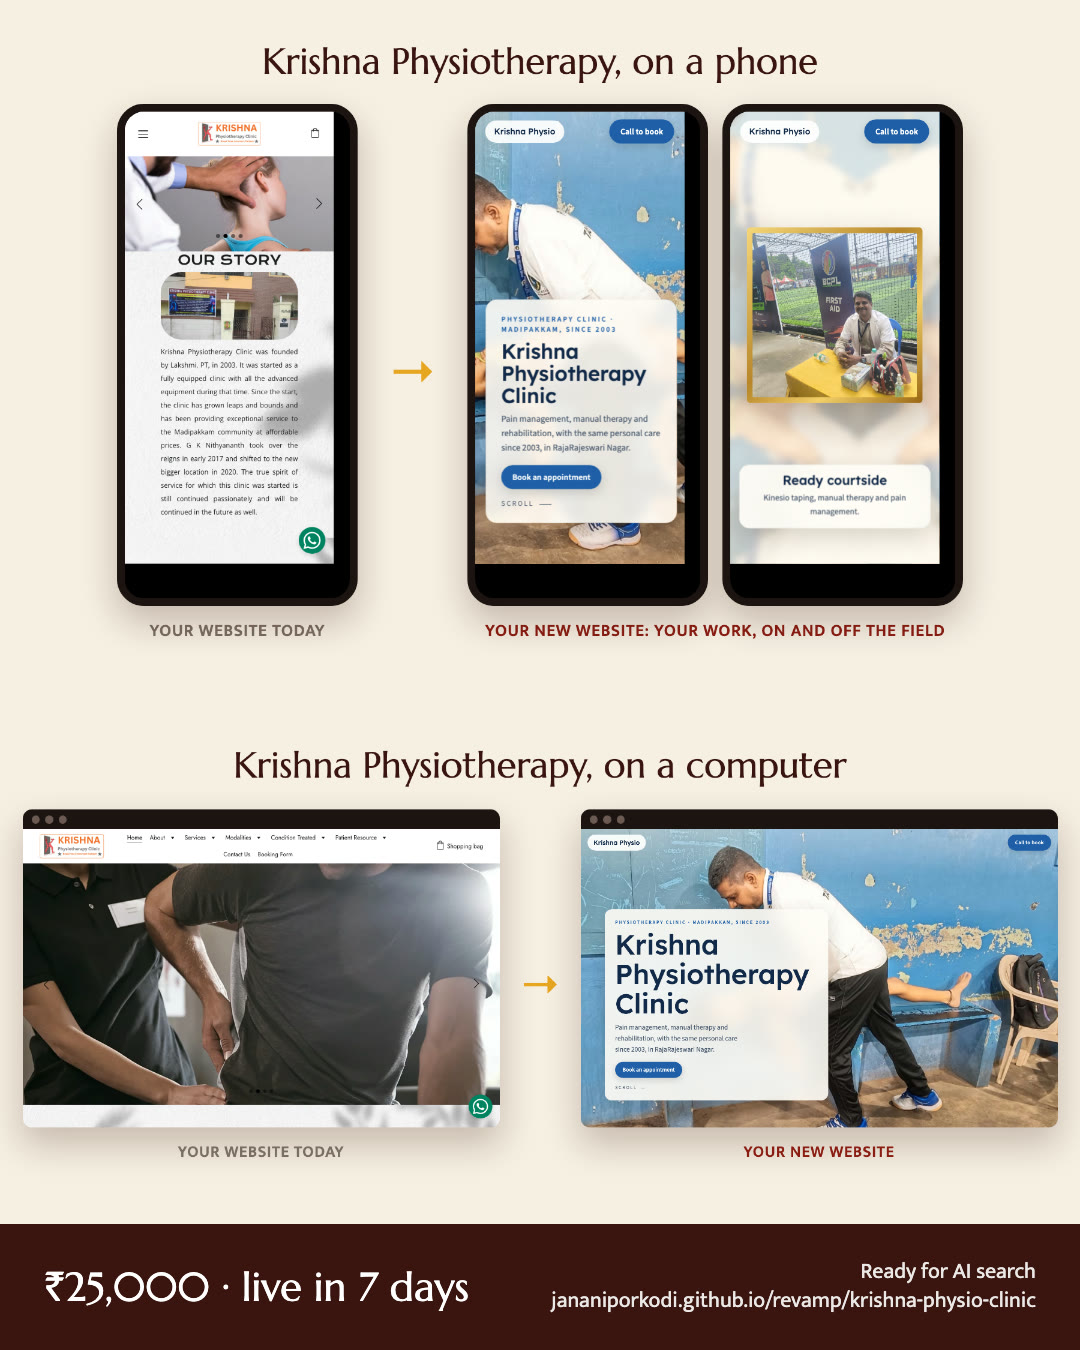 Krishna Physiotherapy, on a phone
KRISHNA
Physiotherapy Clinic
OUR STORY
Krishna Physiotherapy Clinic was founded
by Lakshmi, PT, in 2003. It was started as a
fully equipped clinic with all the advanced
equipment during that time. Since the start,
the clinic has grown leaps and bounds and
has been providing exceptional service to
the Madipakkam community at affordable
prices. G K Nithyananth took over the
reigns in early 2017 and shifted to the new
bigger location in 2020. The true spirit of
service for which this clinic was started is
still continued passionately and will be
continued in the future as well.
YOUR WEBSITE TODAY
Krishna Physio
Call to book
PHYSIOTHERAPY CLINIC ·
MADIPAKKAM, SINCE 2003
Krishna
Physiotherapy
Clinic
Pain management, manual therapy and
rehabilitation, with the same personal care
since 2003, in RajaRajeswari Nagar.
Book an appointment
SCROLL
Krishna Physio
Call to book
BCPL
FIRST
AID
Ready courtside
Kinesio taping, manual therapy and pain
management.
YOUR NEW WEBSITE: YOUR WORK, ON AND OFF THE FIELD
Krishna Physiotherapy, on a computer
KRISHNA
Physiotherapy Clinic
Home About Services Modalities Condition Treated Patient Resource
Contact Us Booking Form
Shopping bag
YOUR WEBSITE TODAY
Krishna Physio
Call to book
PHYSIOTHERAPY CLINIC · MADIPAKKAM, SINCE 2003
Krishna
Physiotherapy
Clinic
Pain management, manual therapy and
rehabilitation, with the same personal care
since 2003, in RajaRajeswari Nagar.
Book an appointment
SCROLL
YOUR NEW WEBSITE
₹25,000 · live in 7 days
Ready for AI search
jananiporkodi.github.io/revamp/krishna-physio-clinic